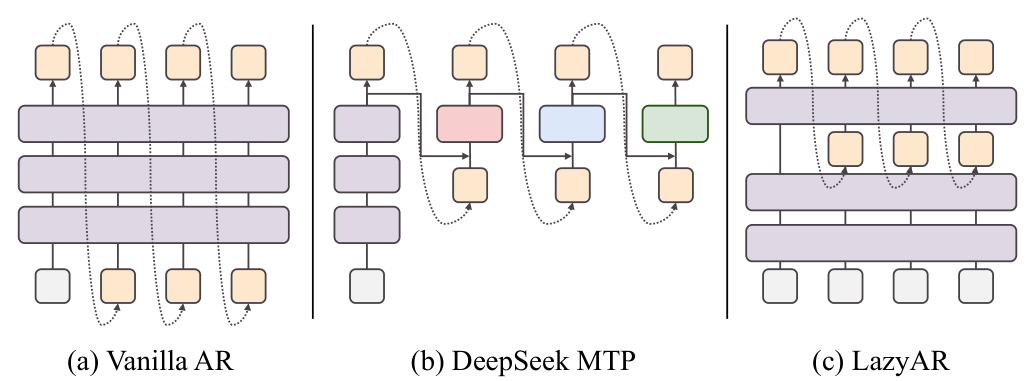 (a) Vanilla AR
(b) DeepSeek MTP
(c) LazyAR